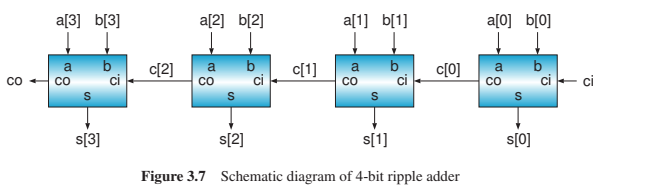 a[3] b[3] a[2] b[2] a[1] b[1] a[0] b[0]
a b a b a b a b
co co ci c[2] co ci c[1] co ci c[0] co ci ci
s s s s
s[3] s[2] s[1] s[0]
Figure 3.7 Schematic diagram of 4-bit ripple adder